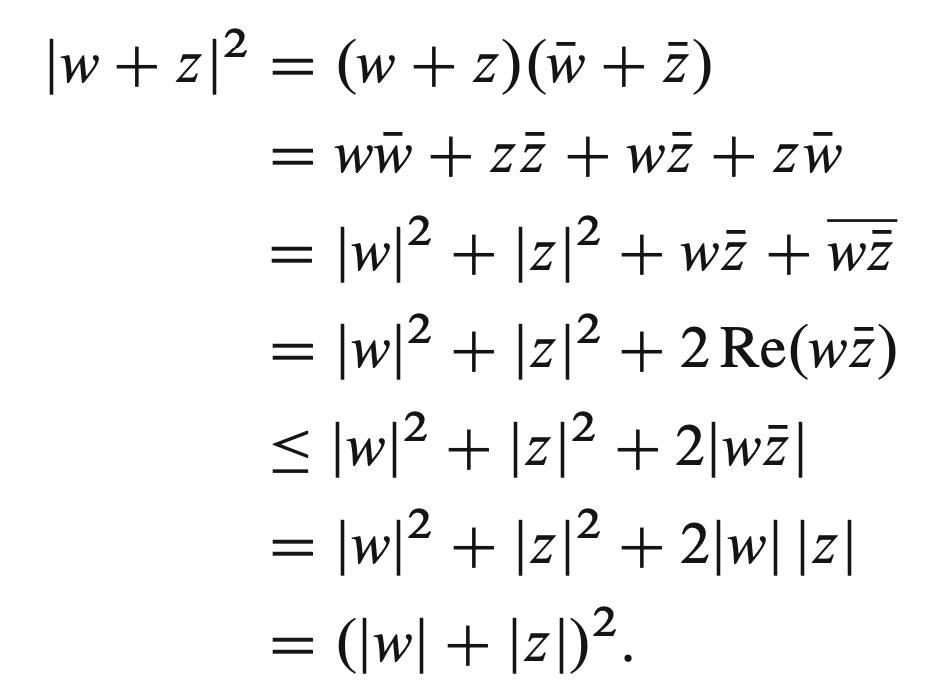 |w + z|² = (w + z)(w̄ + z̄)
= ww̄ + zz̄ + wz̄ + zw̄
= |w|² + |z|² + wz̄ + \overline{wz̄}
= |w|² + |z|² + 2 Re(wz̄)
≤ |w|² + |z|² + 2|wz̄|
= |w|² + |z|² + 2|w| |z|
= (|w| + |z|)².